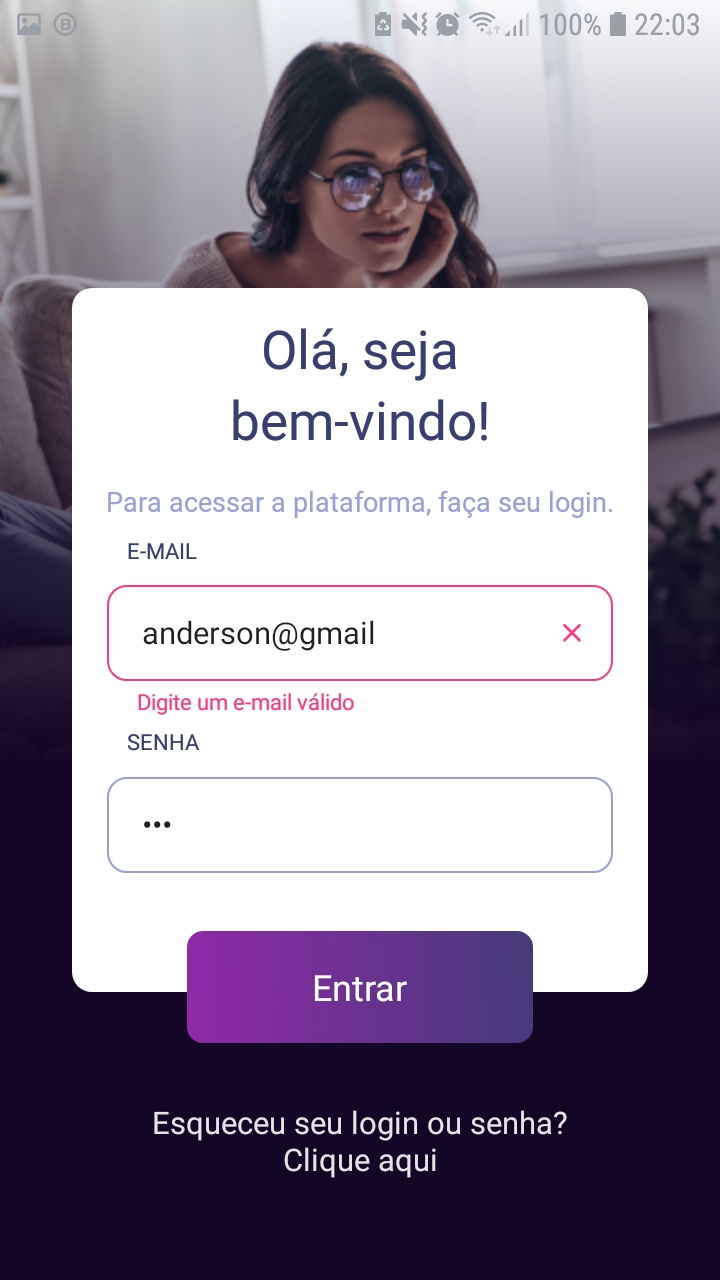 100% 22:03
Olá, seja
bem-vindo!
Para acessar a plataforma, faça seu login.
E-MAIL
anderson@gmail
Digite um e-mail válido
SENHA
•••
Entrar
Esqueceu seu login ou senha?
Clique aqui